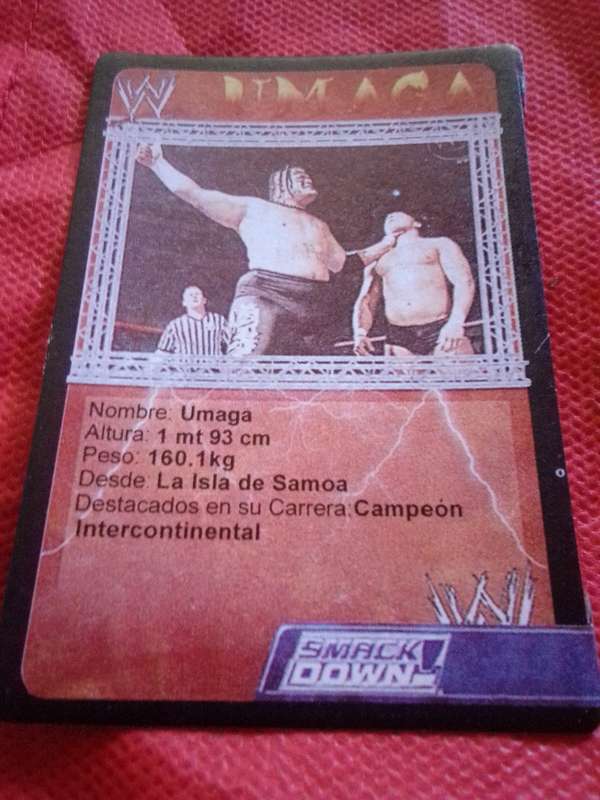 W
UMAGA
Nombre: Umaga
Altura: 1 mt 93 cm
Peso: 160.1kg
Desde: La Isla de Samoa
Destacados en su Carrera:Campeón
Intercontinental
W
SMACK
DOWN!